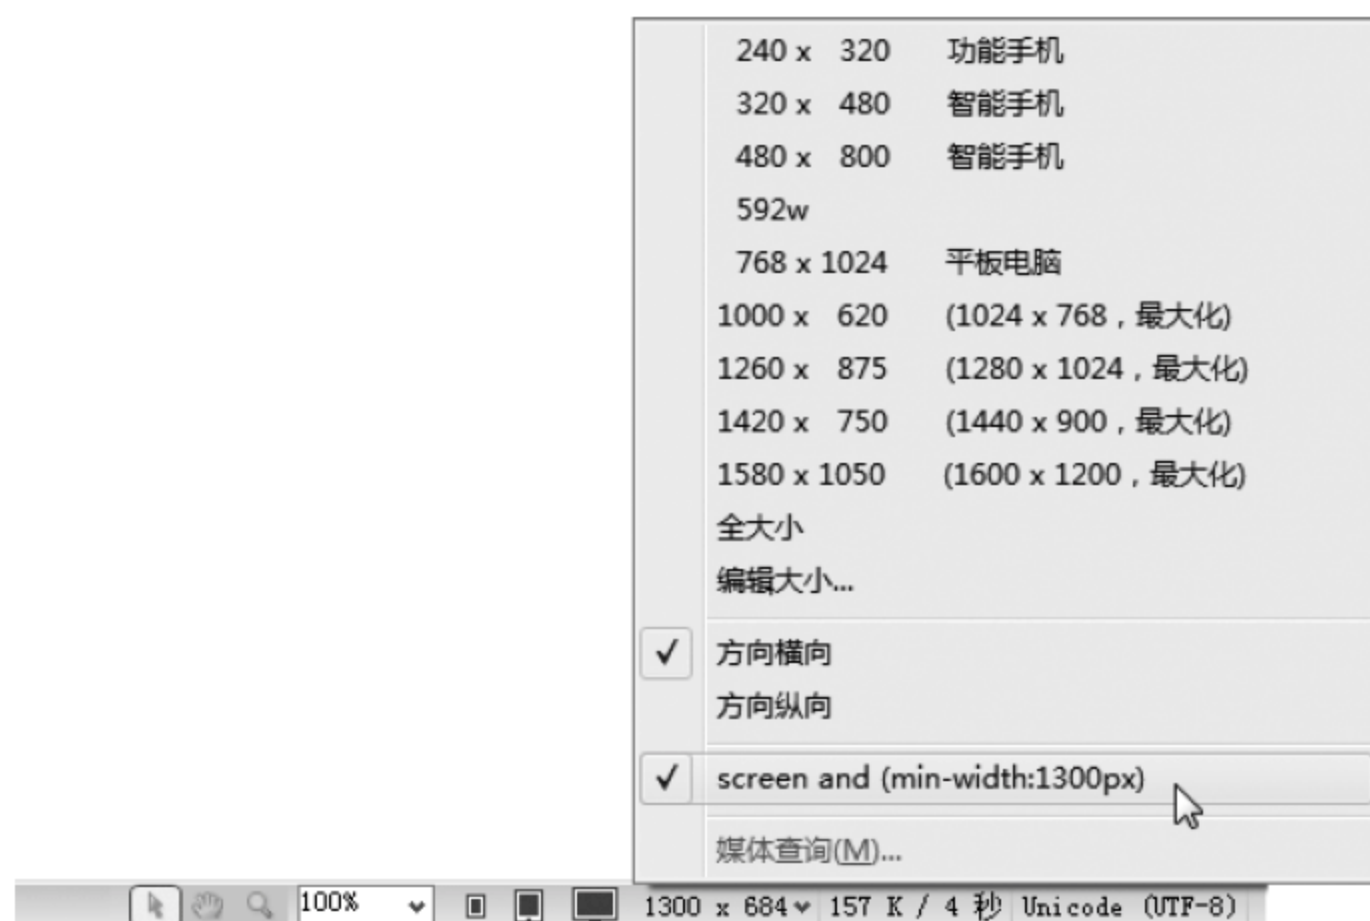 240 x 320 功能手机
320 x 480 智能手机
480 x 800 智能手机
592w
768 x 1024 平板电脑
1000 x 620 (1024 x 768，最大化)
1260 x 875 (1280 x 1024，最大化)
1420 x 750 (1440 x 900，最大化)
1580 x 1050 (1600 x 1200，最大化)
全大小
编辑大小...
方向横向
方向纵向
screen and (min-width:1300px)
媒体查询(M)...
100% 1300 x 684 157 K / 4 秒 Unicode (UTF-8)